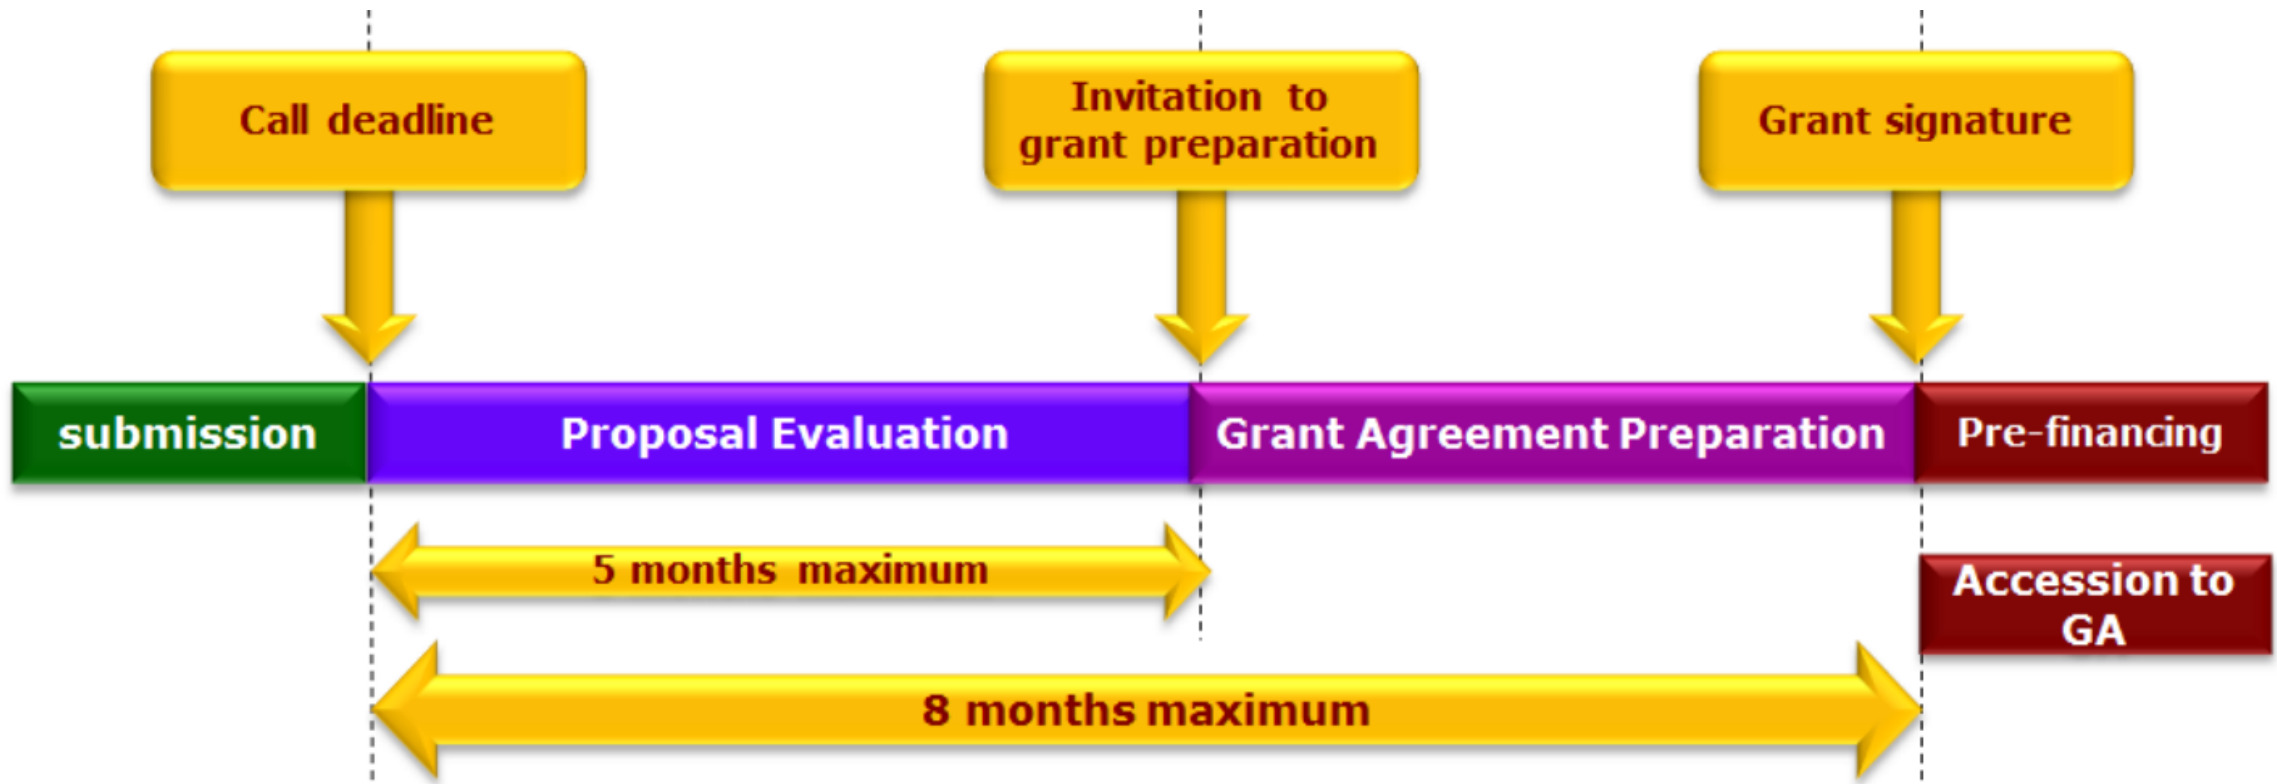 Call deadline
Invitation to
grant preparation
Grant signature
submission
Proposal Evaluation
Grant Agreement Preparation
Pre-financing
5 months maximum
Accession to
GA
8 months maximum